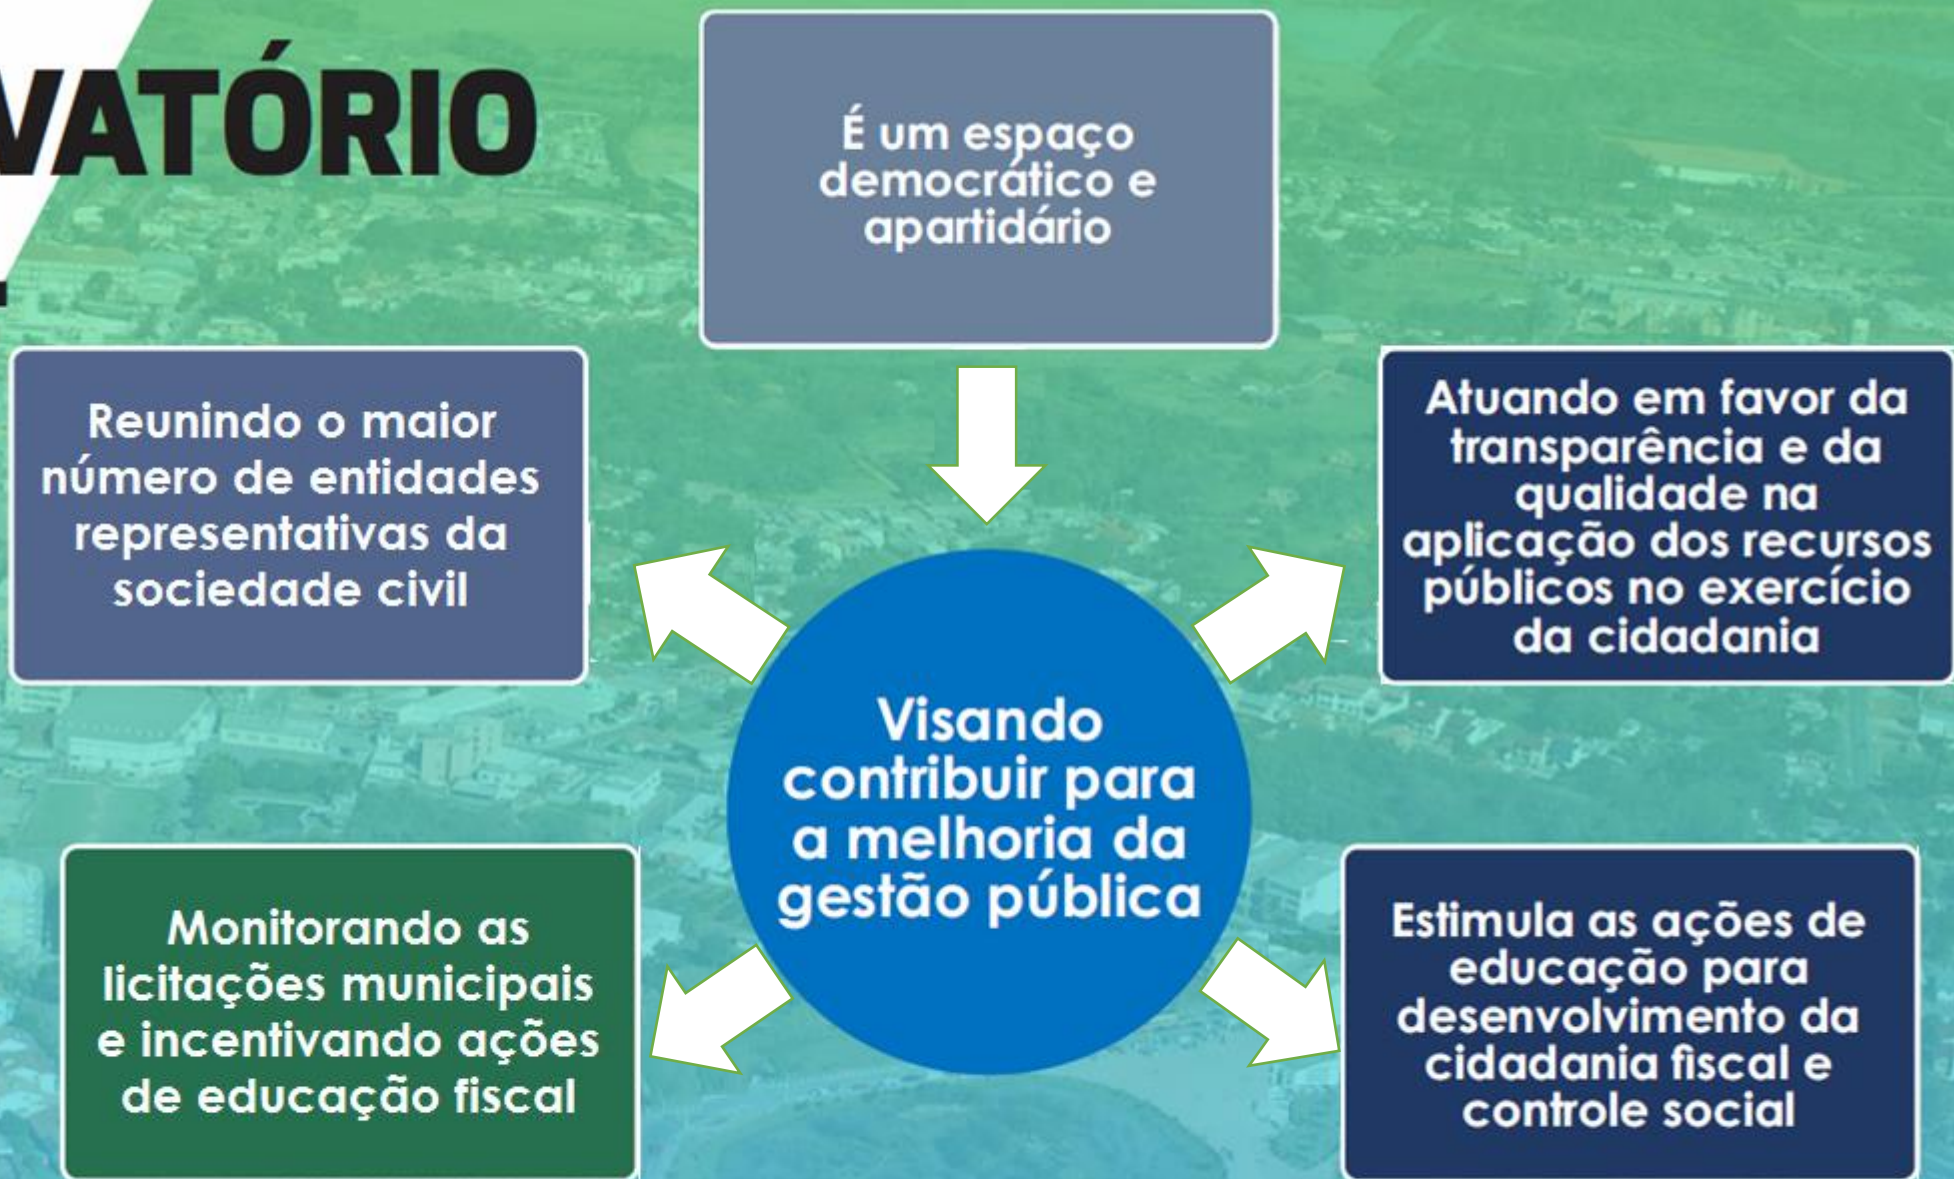 VATÓRIO
É um espaço
democrático e
apartidário
Reunindo o maior
número de entidades
representativas da
sociedade civil
Atuando em favor da
transparência e da
qualidade na
aplicação dos recursos
públicos no exercício
da cidadania
Visando
contribuir para
a melhoria da
gestão pública
Monitorando as
licitações municipais
e incentivando ações
de educação fiscal
Estimula as ações de
educação para
desenvolvimento da
cidadania fiscal e
controle social